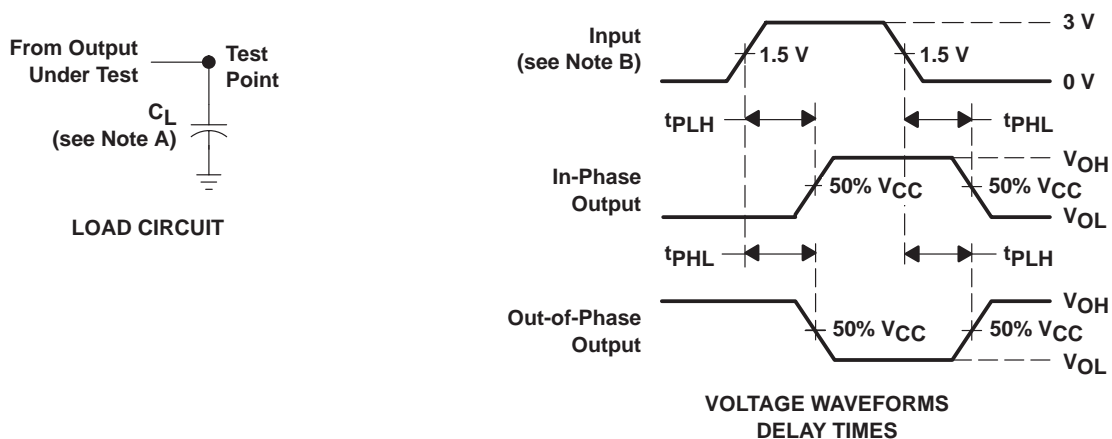 From Output
Under Test
Test
Point
CL
(see Note A)
LOAD CIRCUIT
Input
(see Note B)
1.5 V
1.5 V
3 V
0 V
tPLH
tPHL
In-Phase
Output
50% VCC
50% VCC
VOH
VOL
tPHL
tPLH
Out-of-Phase
Output
50% VCC
50% VCC
VOH
VOL
VOLTAGE WAVEFORMS
DELAY TIMES